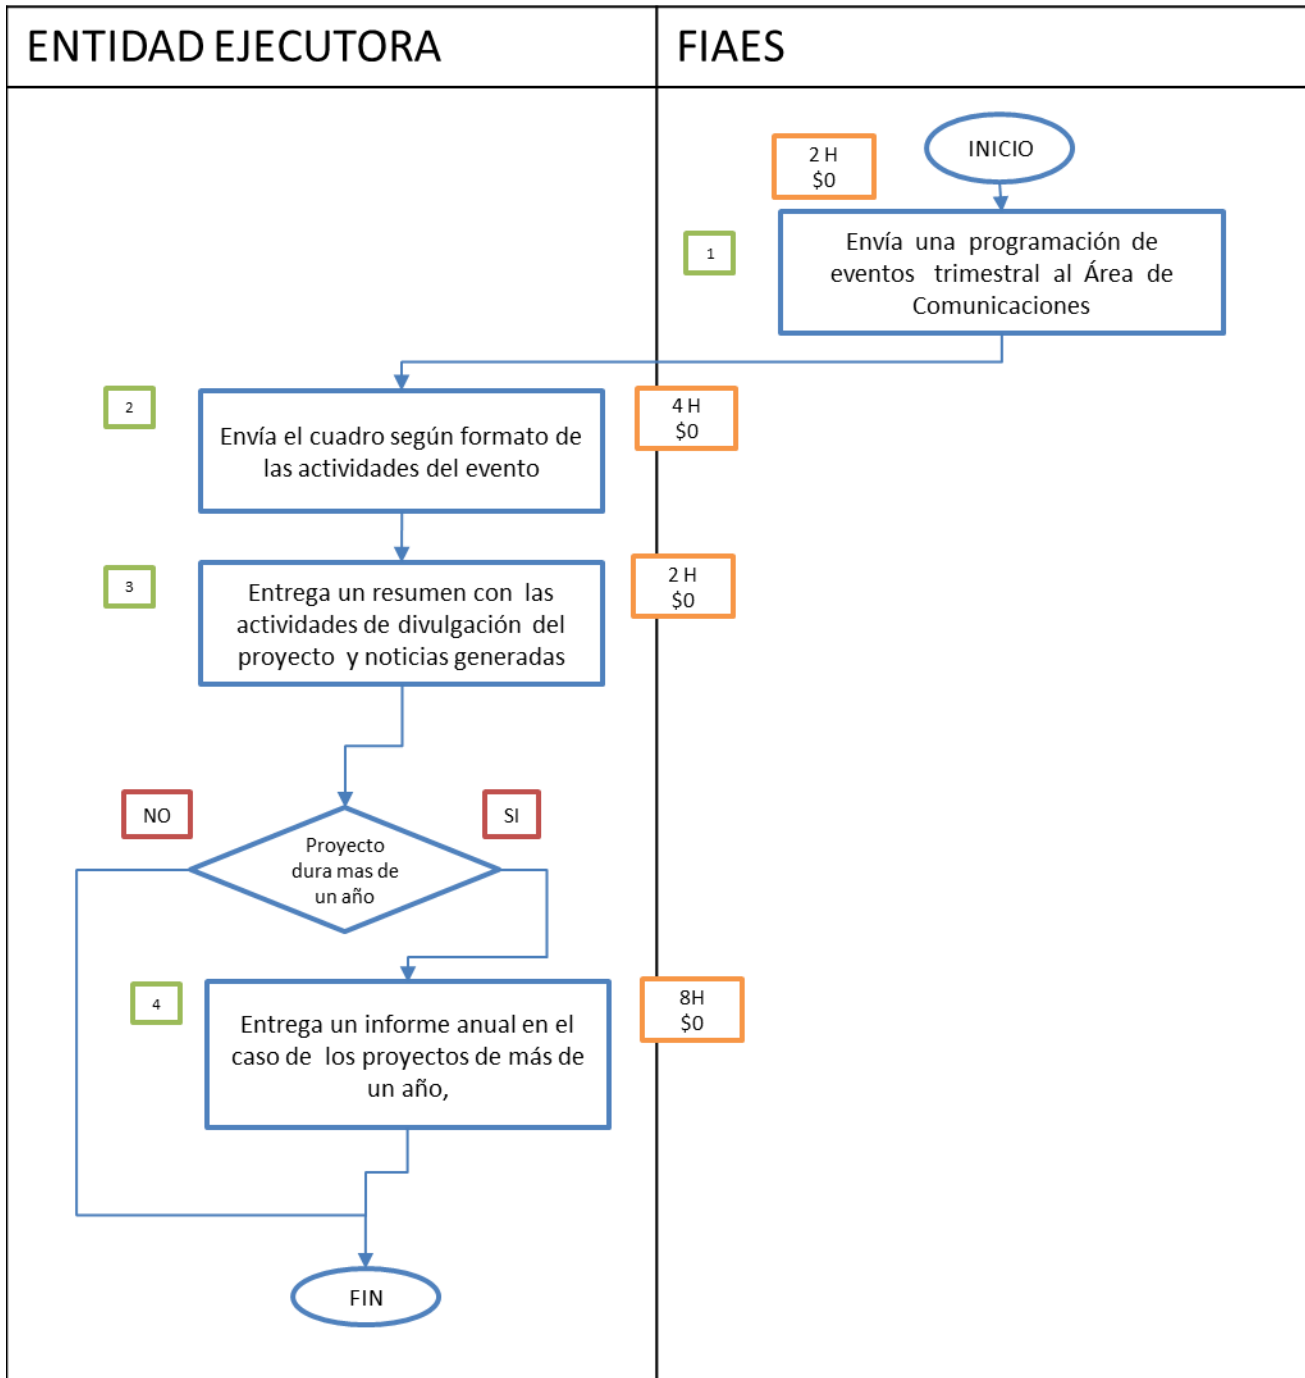 ENTIDAD EJECUTORA
FIAES
INICIO
2 H
$0
1
Envía una programación de
eventos trimestral al Área de
Comunicaciones
2
Envía el cuadro según formato de
las actividades del evento
4 H
$0
3
Entrega un resumen con las
actividades de divulgación del
proyecto y noticias generadas
2 H
$0
NO
SI
Proyecto
dura mas de
un año
4
Entrega un informe anual en el
caso de los proyectos de más de
un año,
8H
$0
FIN